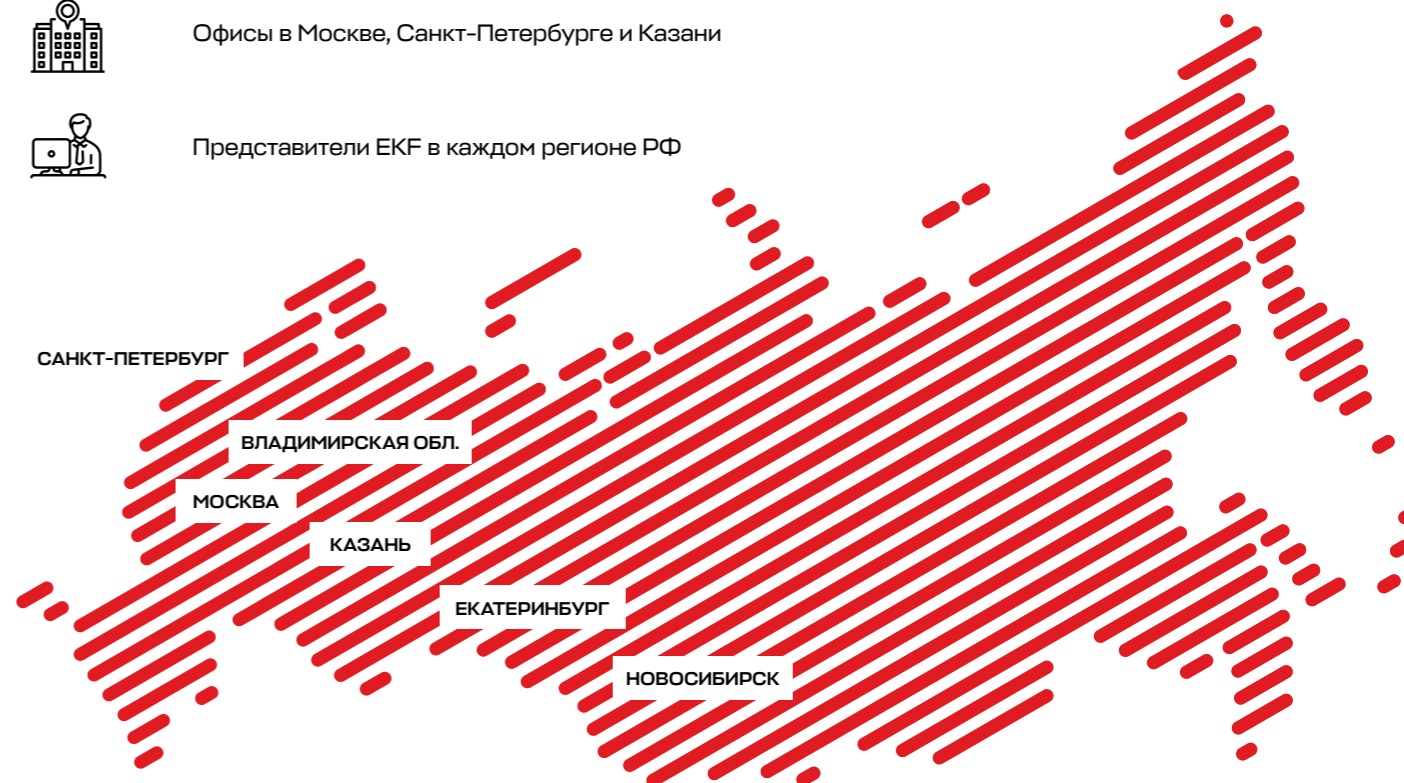 Офисы в Москве, Санкт-Петербурге и Казани
Представители EKF в каждом регионе РФ
САНКТ-ПЕТЕРБУРГ
ВЛАДИМИРСКАЯ ОБЛ.
МОСКВА
КАЗАНЬ
ЕКАТЕРИНБУРГ
НОВОСИБИРСК